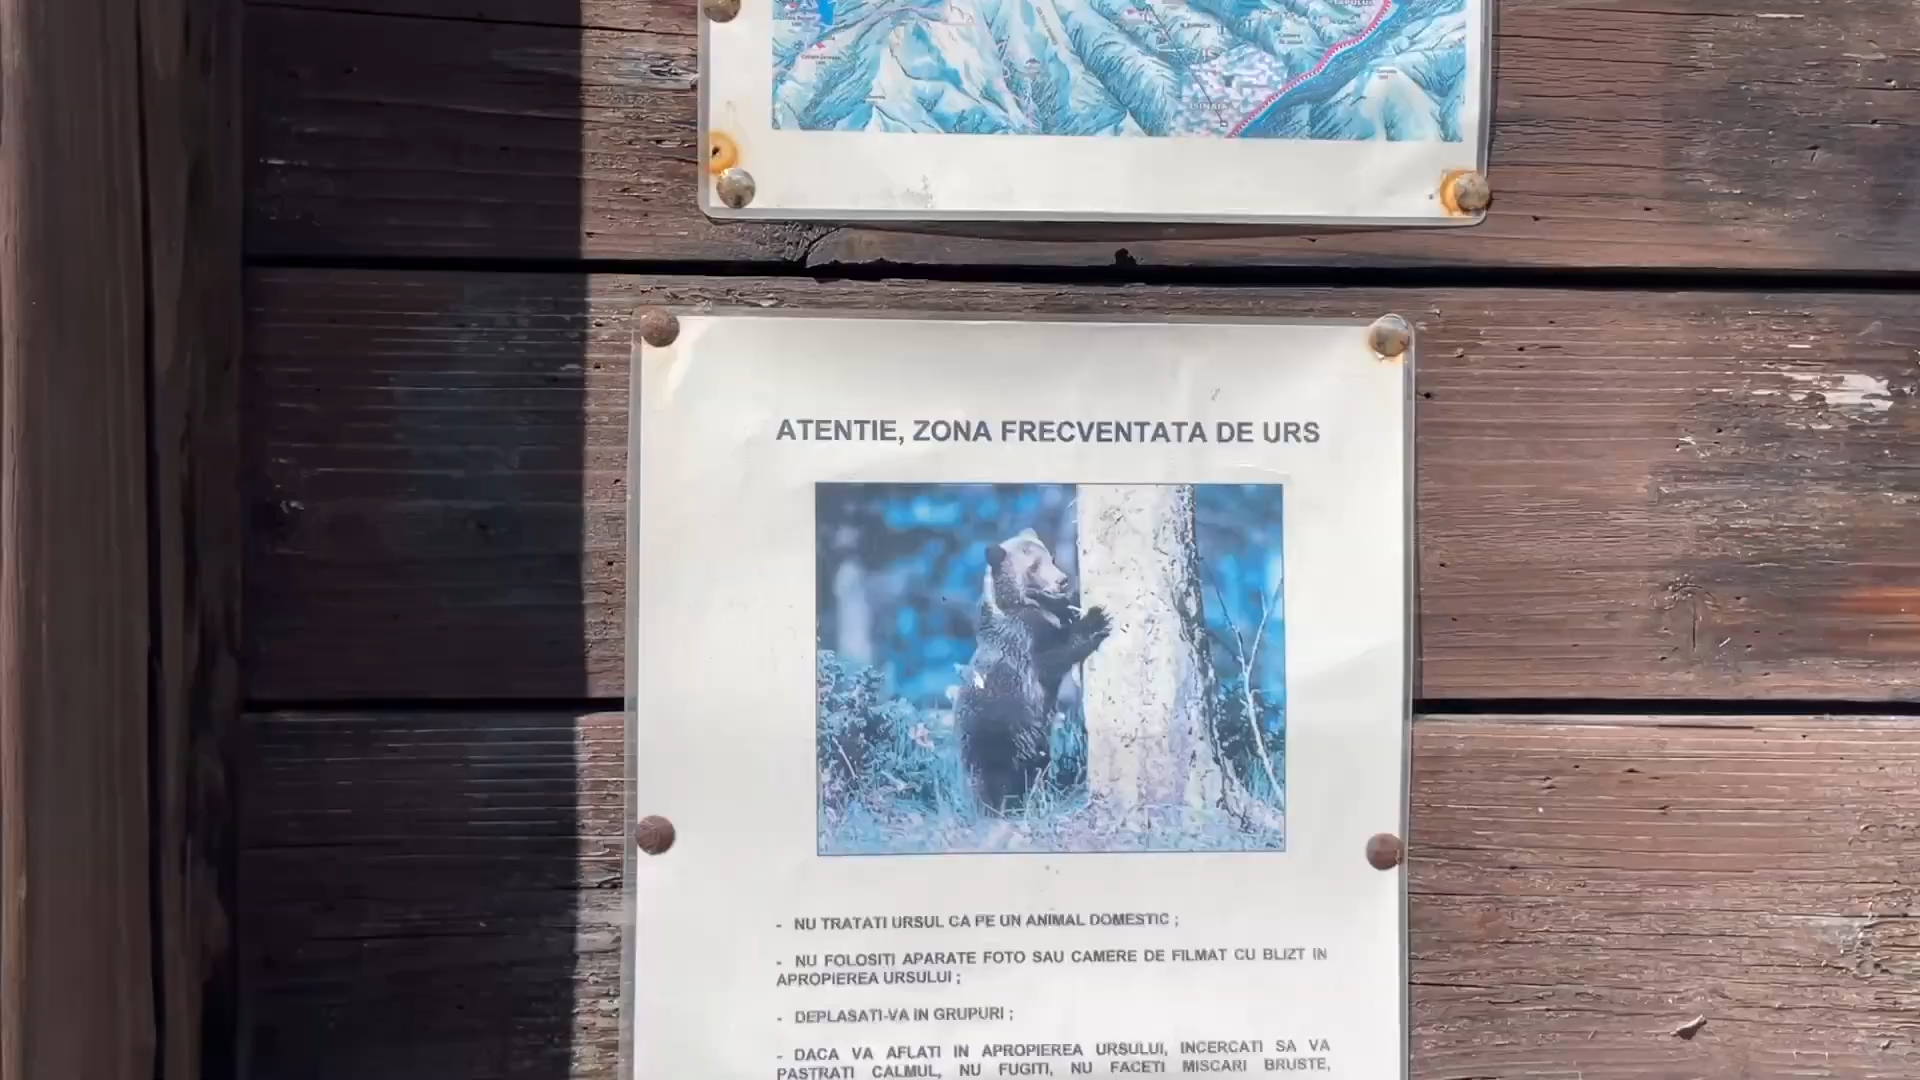 SINAIA
ATENTIE, ZONA FRECVENTATA DE URS
- NU TRATATI URSUL CA PE UN ANIMAL DOMESTIC ;
- NU FOLOSITI APARATE FOTO SAU CAMERE DE FILMAT CU BLIZT IN
APROPIEREA URSULUI ;
- DEPLASATI-VA IN GRUPURI ;
- DACA VA AFLATI IN APROPIEREA URSULUI, INCERCATI SA VA
PASTRATI CALMUL, NU FUGITI, NU FACETI MISCARI BRUSTE,